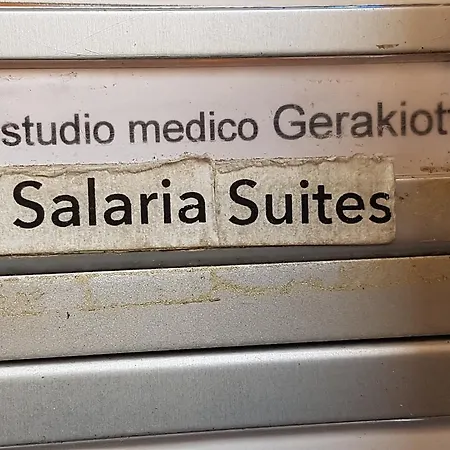 studio medico Gerakiot
Salaria Suites